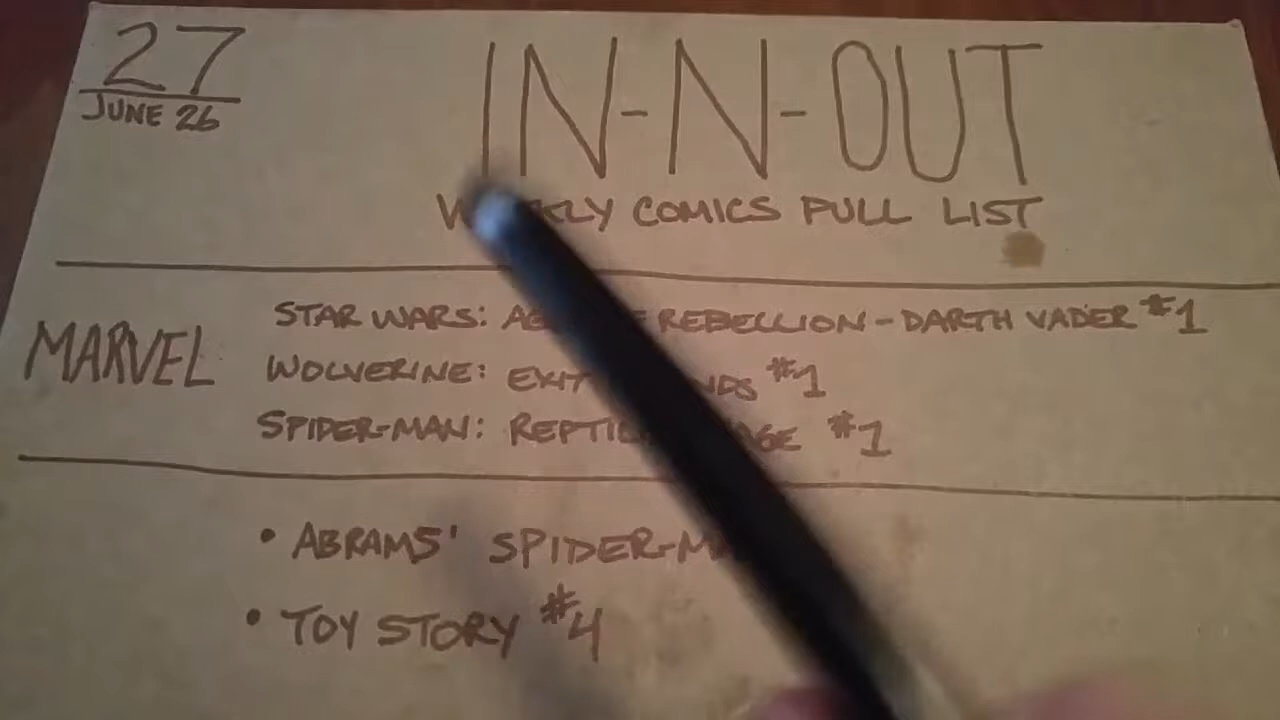 27
JUNE 26
IN-N-OUT
COMICS PULL LIST
MARVEL
STAR WARS: REBELLION-DARTH VADER #1
WOLVERINE: EXIT #1
SPIDER-MAN: #1
• ABRAMS' SPIDER-
• TOY STORY #4